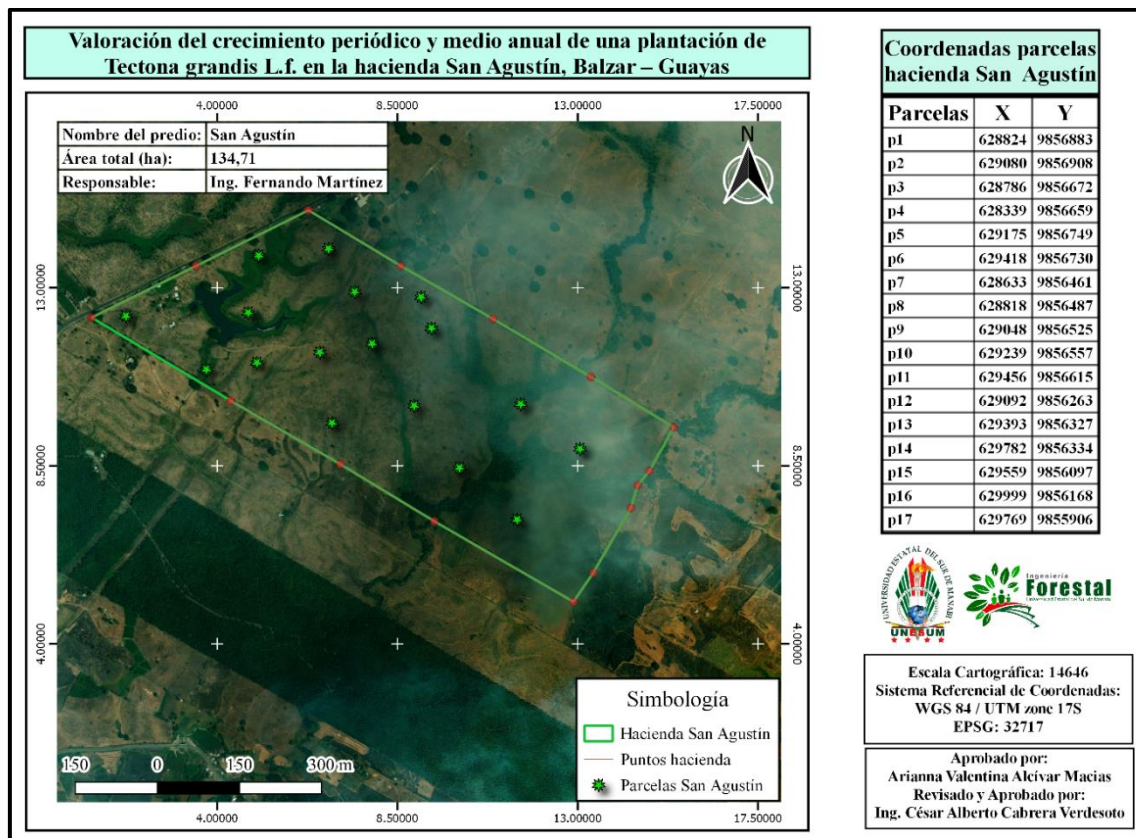 Valoración del crecimiento periódico y medio anual de una plantación de
Tectona grandis L.f. en la hacienda San Agustín, Balzar – Guayas
4.00000 8.50000 13.00000 17.50000
Nombre del predio: San Agustín
Área total (ha): 134,71
Responsable: Ing. Fernando Martínez
N
13.00000 13.00000
8.50000 8.50000
4.00000 4.00000
Simbología
Hacienda San Agustín
Puntos hacienda
Parcelas San Agustín
150 0 150 300 m
4.00000 8.50000 13.00000 17.50000
Coordenadas parcelas
hacienda San Agustín
Parcelas X Y
p1 628824 9856883
p2 629080 9856908
p3 628786 9856672
p4 628339 9856659
p5 629175 9856749
p6 629418 9856730
p7 628633 9856461
p8 628818 9856487
p9 629048 9856525
p10 629239 9856557
p11 629456 9856615
p12 629092 9856263
p13 629393 9856327
p14 629782 9856334
p15 629559 9856097
p16 629999 9856168
p17 629769 9855906
UNIVERSIDAD ESTATAL DEL SUR DE MANABÍ
UNESUM
Ingeniería
Forestal
Escala Cartográfica: 14646
Sistema Referencial de Coordenadas:
WGS 84 / UTM zone 17S
EPSG: 32717
Aprobado por:
Arianna Valentina Alcívar Macias
Revisado y Aprobado por:
Ing. César Alberto Cabrera Verdesoto